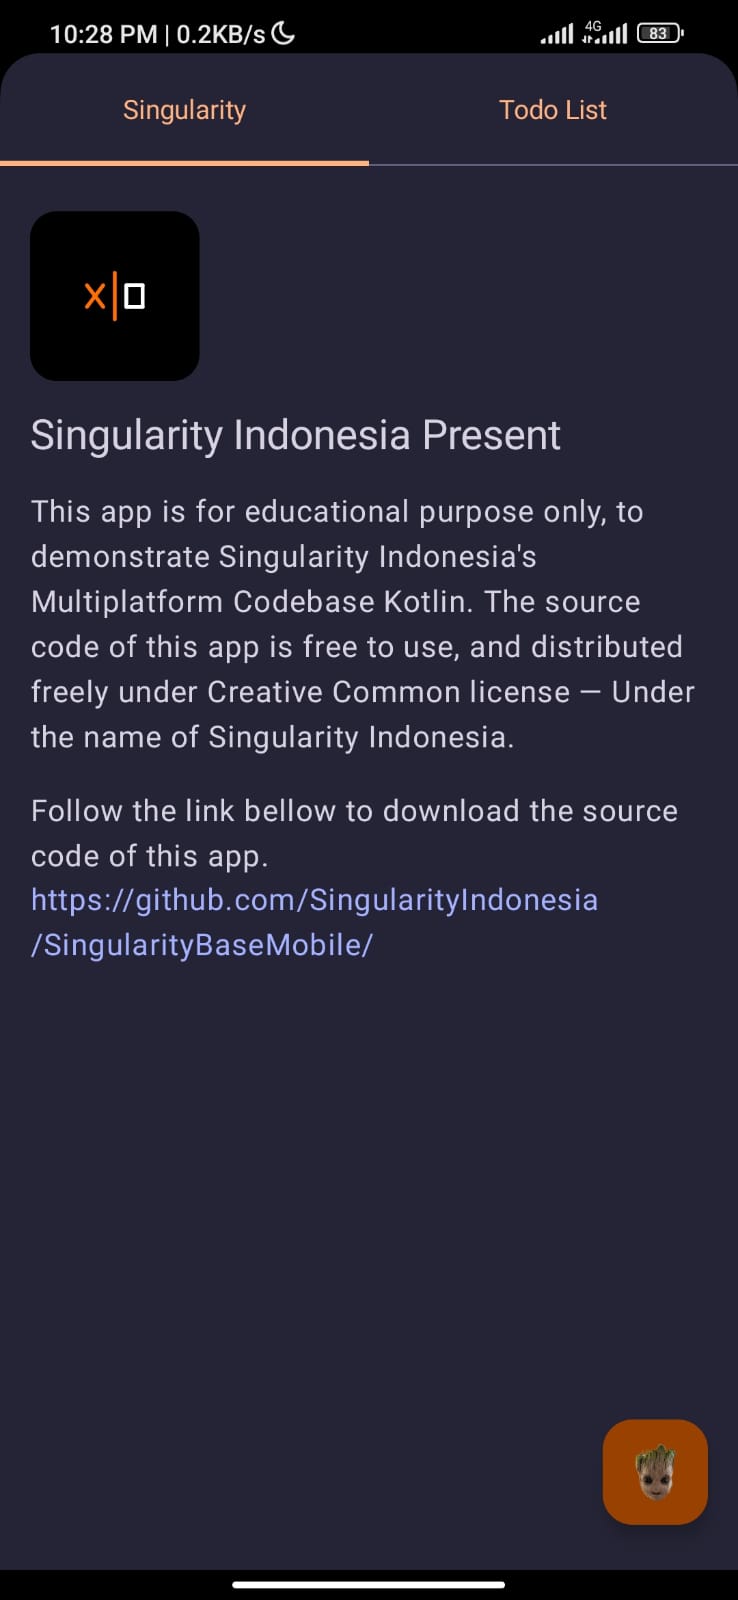 10:28 PM | 0.2KB/s 4G 83
Singularity Todo List
X|0
Singularity Indonesia Present
This app is for educational purpose only, to
demonstrate Singularity Indonesia's
Multiplatform Codebase Kotlin. The source
code of this app is free to use, and distributed
freely under Creative Common license — Under
the name of Singularity Indonesia.
Follow the link bellow to download the source
code of this app.
https://github.com/SingularityIndonesia
/SingularityBaseMobile/